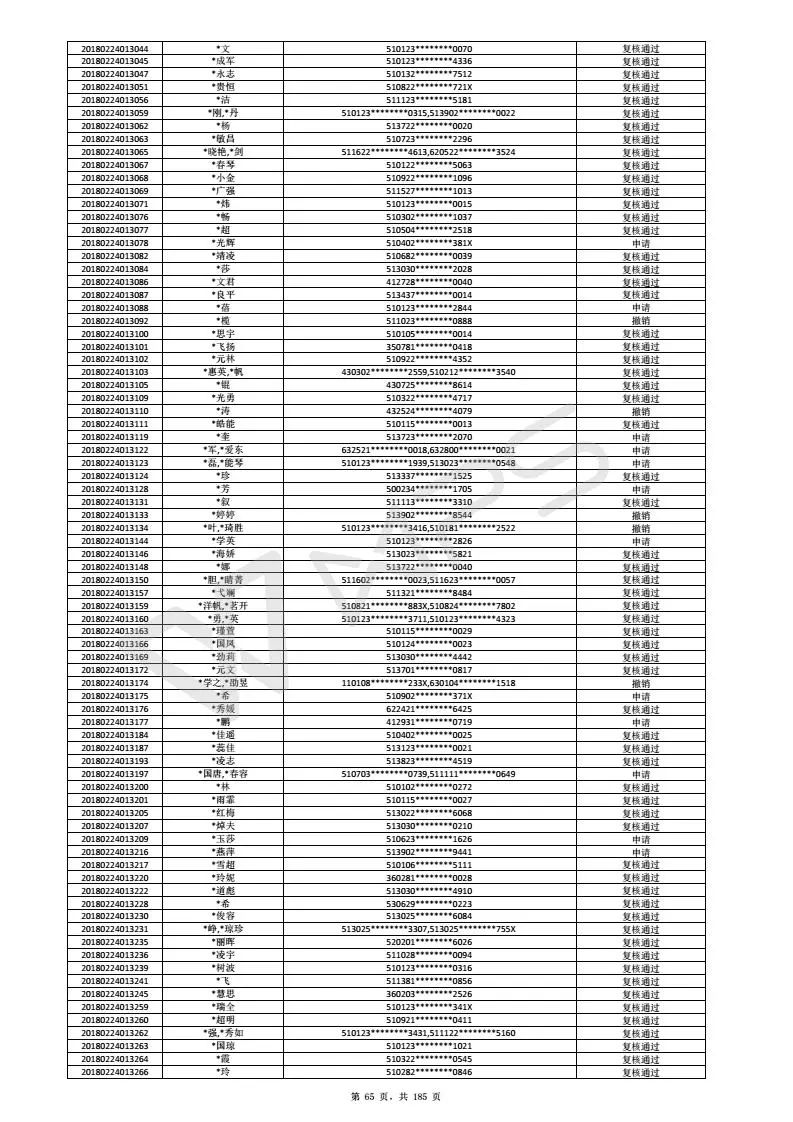 20180224013044 *文 510123********0070 复核通过
20180224013045 *成军 510123********4336 复核通过
20180224013047 *永志 510132********7512 复核通过
20180224013051 *贵恒 510822********721X 复核通过
20180224013056 *洁 511123********5181 复核通过
20180224013059 *刚,*丹 510123********0315,513902********0022 复核通过
20180224013062 *杨 513722********0020 复核通过
20180224013063 *敏昌 510723********2296 复核通过
20180224013065 *晓艳,*剑 511622********4613,620522********3524 复核通过
20180224013067 *春琴 510122********5063 复核通过
20180224013068 *小金 510922********1096 复核通过
20180224013069 *广强 511527********1013 复核通过
20180224013071 *炜 510123********0015 复核通过
20180224013076 *畅 510302********1037 复核通过
20180224013077 *超 510504********2518 复核通过
20180224013078 *光辉 510402********381X 申请
20180224013082 *靖凌 510682********0039 复核通过
20180224013084 *莎 513030********2028 复核通过
20180224013086 *文君 412728********0040 复核通过
20180224013087 *良平 513437********0014 复核通过
20180224013088 *蓓 510123********2844 申请
20180224013092 *榄 511023********0888 撤销
20180224013100 *思宇 510105********0014 复核通过
20180224013101 *飞扬 350781********0418 复核通过
20180224013102 *元林 510922********4352 复核通过
20180224013103 *惠英,*帆 430302********2559,510212********3540 复核通过
20180224013105 *锟 430725********8614 复核通过
20180224013109 *光勇 510322********4717 复核通过
20180224013110 *涛 432524********4079 撤销
20180224013111 *皓能 510115********0013 复核通过
20180224013119 *奎 513723********2070 申请
20180224013122 *军,*爱东 632521********0018,632800********0021 申请
20180224013123 *磊,*能琴 510123********1939,513023********0548 申请
20180224013124 *珍 513337********1525 复核通过
20180224013128 *芳 500234********1705 申请
20180224013131 *叙 511113********3310 复核通过
20180224013133 *婷婷 513902********8544 撤销
20180224013134 *叶,*琦胜 510123********3416,510181********2522 撤销
20180224013144 *学英 510123********2826 申请
20180224013146 *海娇 513023********5821 复核通过
20180224013148 *娜 513722********0040 复核通过
20180224013150 *胆,*睛菁 511602********0023,511623********0057 复核通过
20180224013157 *弋斓 511321********8484 复核通过
20180224013159 *洋帆,*茗开 510821********883X,510824********7802 复核通过
20180224013160 *勇,*英 510123********3711,510123********4323 复核通过
20180224013163 *瑾萱 510115********0029 复核通过
20180224013166 *国凤 510124********0023 复核通过
20180224013169 *劲莉 513030********4442 复核通过
20180224013172 *元文 513701********0817 复核通过
20180224013174 *学之,*劭昱 110108********233X,630104********1518 撤销
20180224013175 *希 510902********371X 申请
20180224013176 *秀媛 622421********6425 复核通过
20180224013177 *鹏 412931********0719 申请
20180224013184 *佳遥 510402********0025 复核通过
20180224013187 *蕊佳 513123********0021 复核通过
20180224013193 *凌志 513823********4519 复核通过
20180224013197 *国唐,*春容 510703********0739,511111********0649 申请
20180224013200 *林 510102********0272 复核通过
20180224013201 *雨霏 510115********0027 复核通过
20180224013205 *红梅 513022********6068 复核通过
20180224013207 *焯夫 513030********0210 复核通过
20180224013209 *玉莎 510623********1626 申请
20180224013216 *燕萍 513902********9441 申请
20180224013217 *雪超 510106********5111 复核通过
20180224013220 *玲妮 360281********0028 复核通过
20180224013222 *道彪 513030********4910 复核通过
20180224013228 *希 530629********0223 复核通过
20180224013230 *俊容 513025********6084 复核通过
20180224013231 *峥,*琼珍 513025********3307,513025********755X 复核通过
20180224013235 *丽晖 520201********6026 复核通过
20180224013236 *凌宇 511028********0094 复核通过
20180224013239 *树波 510123********0316 复核通过
20180224013241 *飞 511381********0856 复核通过
20180224013245 *慧思 360203********2526 复核通过
20180224013259 *瑞全 510123********341X 复核通过
20180224013260 *超明 510921********0411 复核通过
20180224013262 *强,*秀如 510123********3431,511122********5160 复核通过
20180224013263 *国琼 510123********1021 复核通过
20180224013264 *霞 510322********0545 复核通过
20180224013266 *玲 510282********0846 复核通过
第 65 页，共 185 页